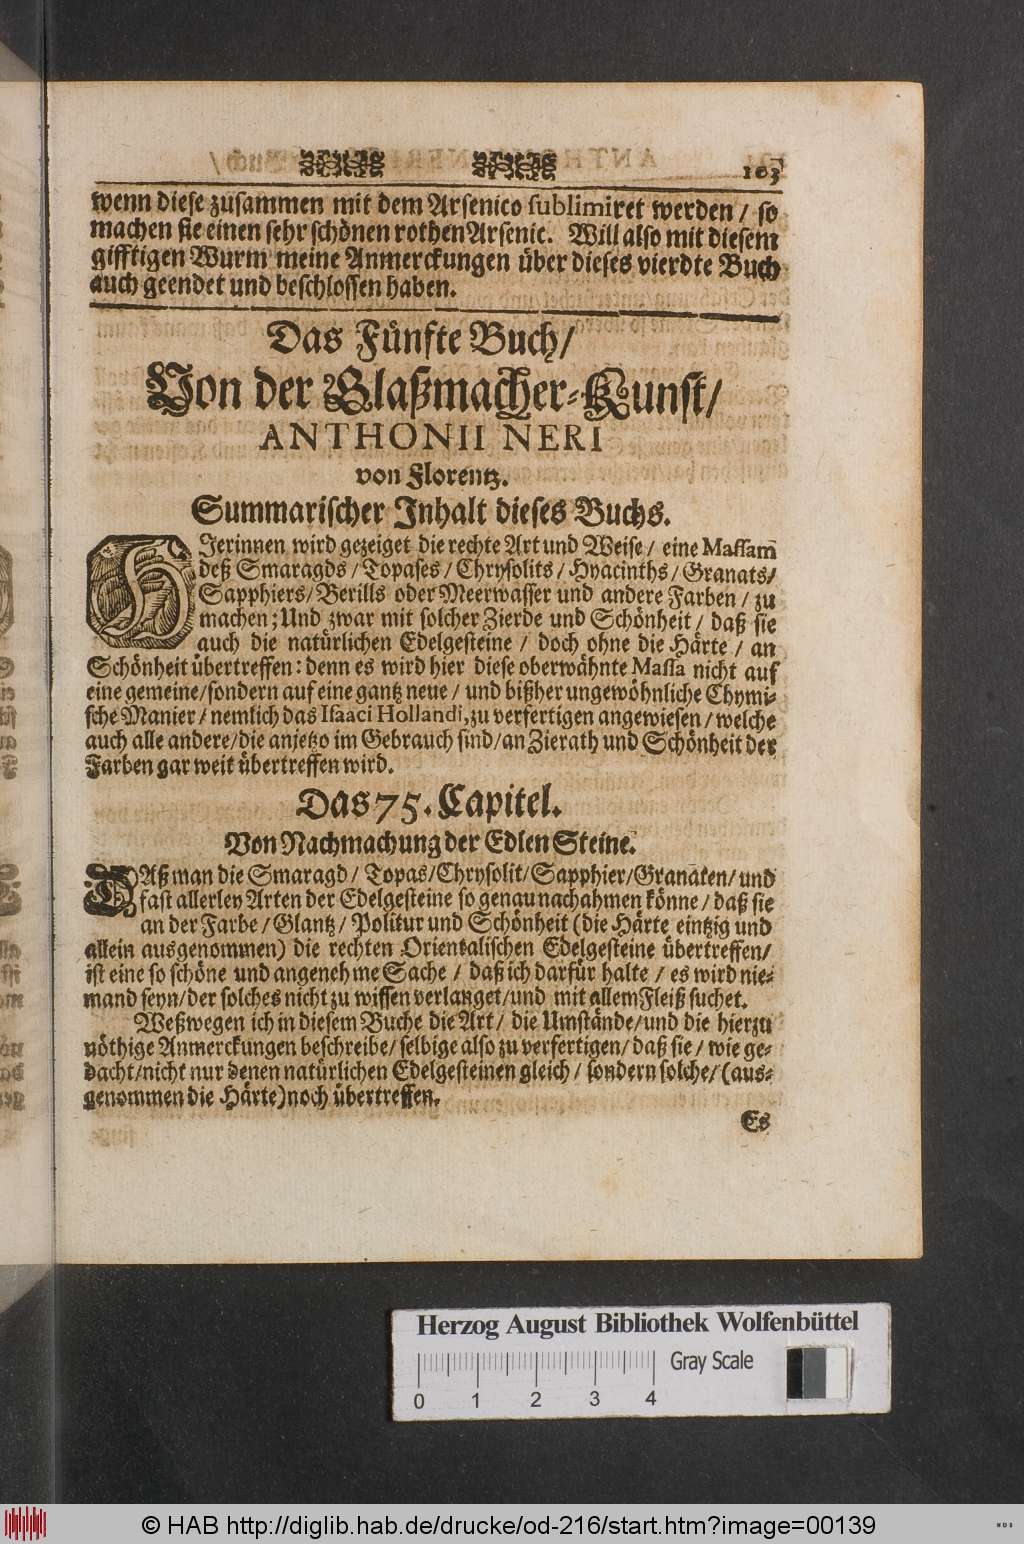 103
wenn diese zusammen mit dem Arsenico sublimiret werden / so
machen sie einen sehr schönen rothen Arsenic. Will also mit diesem
gifftigen Wurm meine Anmerckungen über dieses vierdte Buch
auch geendet und beschlossen haben.
Das Fünfte Buch /
Von der Glaßmacher-Kunst /
ANTHONII NERI
von Florentz.
Summarischer Inhalt dieses Buchs.
HIerinnen wird gezeiget die rechte Art und Weise / eine Massam̄
deß Smaragds / Topases / Chrysolits / Hyacinths / Granats /
Sapphiers / Berills oder Meerwasser und andere Farben / zu
machen; Und zwar mit solcher Zierde und Schönheit / daß sie
auch die natürlichen Edelgesteine / doch ohne die Härte / an
Schönheit übertreffen: denn es wird hier diese oberwähnte Massa nicht auf
eine gemeine / sondern auf eine gantz neue / und bißher ungewöhnliche Chymi-
sche Manier / nemlich das Isaaci Hollandi, zu verfertigen angewiesen / welche
auch alle andere / die anjetzo im Gebrauch sind / an Zierath und Schönheit der
Farben gar weit übertreffen wird.
Das 75. Capitel.
Von Nachmachung der Edlen Steine.
DAß man die Smaragd / Topas / Chrysolit / Sapphier / Granaten / und
fast allerley Arten der Edelgesteine so genau nachahmen könne / daß sie
an der Farbe / Glantz / Politur und Schönheit (die Härte eintzig und
allein ausgenommen) die rechten Orientalischen Edelgesteine übertreffen /
ist eine so schöne und angenehme Sache / daß ich darfür halte / es wird nie-
mand seyn / der solches nicht zu wissen verlanget / und mit allem Fleiß suchet.
Weßwegen ich in diesem Buche die Art / die Umstände / und die hierzu
nöthige Anmerckungen beschreibe / selbige also zu verfertigen / daß sie / wie ge-
dacht / nicht nur denen natürlichen Edelgesteinen gleich / sondern solche / (aus-
genommen die Härte) noch übertreffen.
Es
Herzog August Bibliothek Wolfenbüttel
Gray Scale
0 1 2 3 4
© HAB http://diglib.hab.de/drucke/od-216/start.htm?image=00139